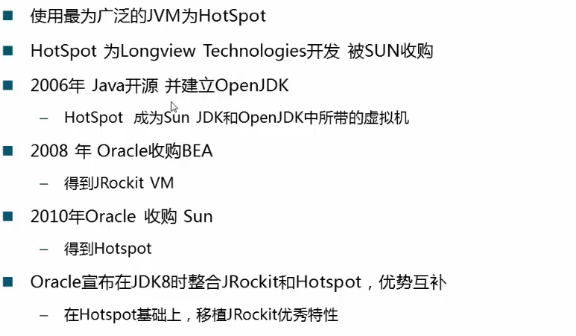 使用最为广泛的JVM为HotSpot
HotSpot 为Longview Technologies开发 被SUN收购
2006年 Java开源 并建立OpenJDK
– HotSpot 成为Sun JDK和OpenJDK中所带的虚拟机
2008 年 Oracle收购BEA
– 得到JRockit VM
2010年Oracle 收购 Sun
– 得到Hotspot
Oracle宣布在JDK8时整合JRockit和Hotspot，优势互补
– 在Hotspot基础上，移植JRockit优秀特性